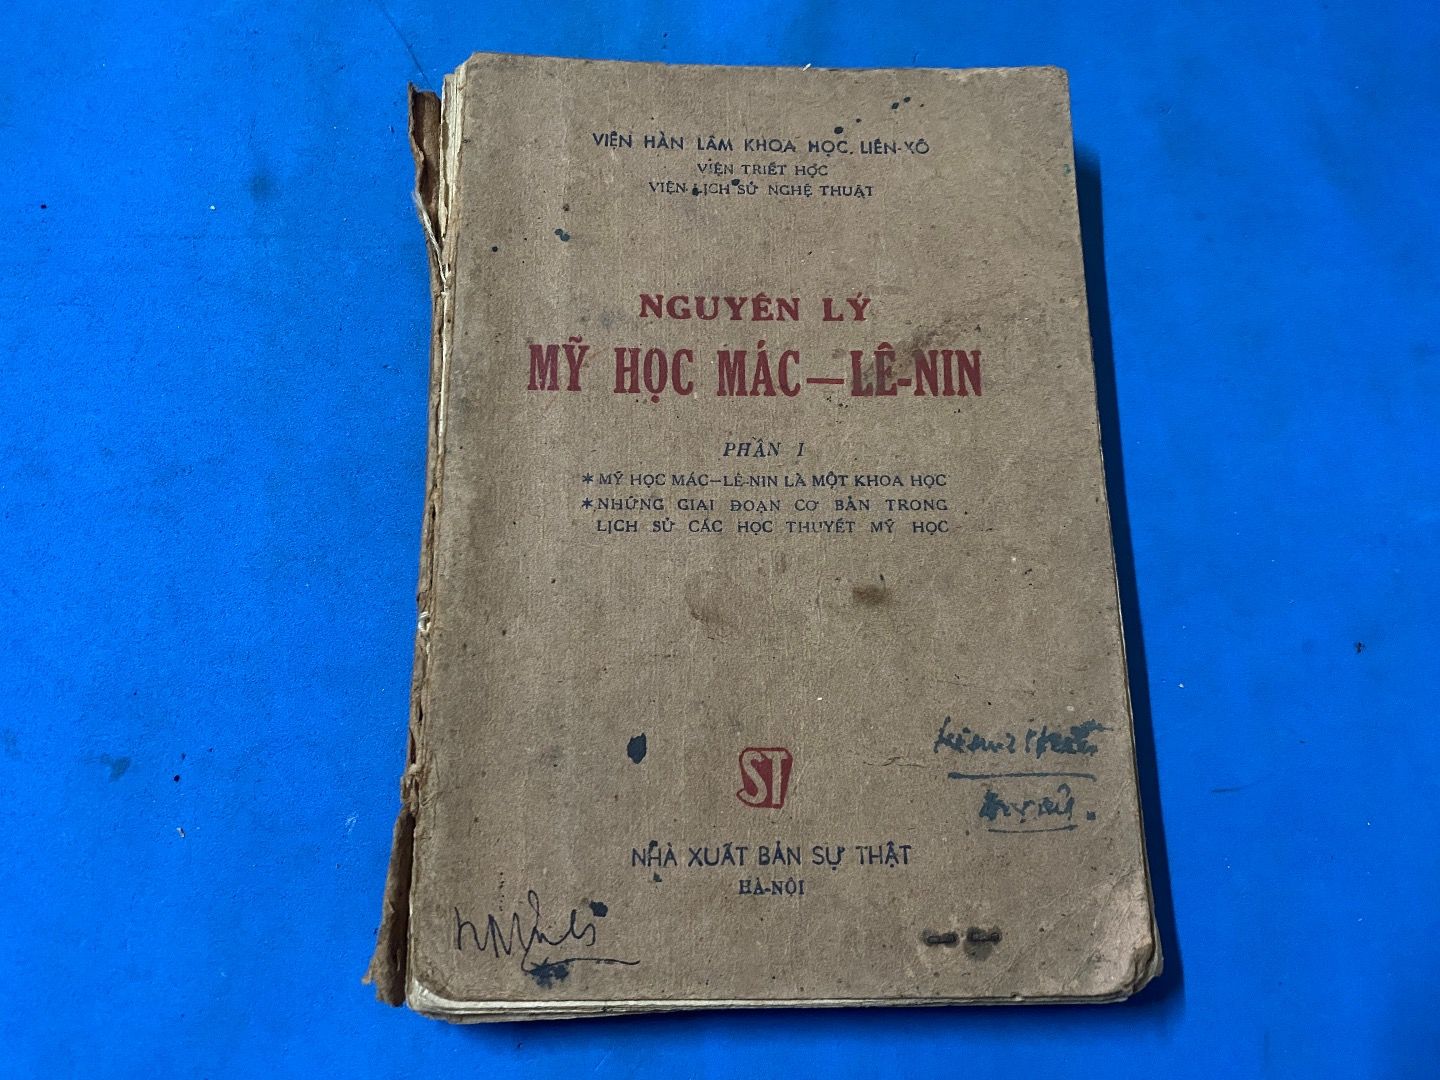 VIỆN HÀN LÂM KHOA HỌC LIÊN-XÔ
VIỆN TRIẾT HỌC
VIỆN LỊCH SỬ NGHỆ THUẬT
NGUYÊN LÝ
MỸ HỌC MÁC—LÊ-NIN
PHẦN I
* MỸ HỌC MÁC—LÊ-NIN LÀ MỘT KHOA HỌC
* NHỮNG GIAI ĐOẠN CƠ BẢN TRONG
LỊCH SỬ CÁC HỌC THUYẾT MỸ HỌC
ST
NHÀ XUẤT BẢN SỰ THẬT
HÀ-NỘI